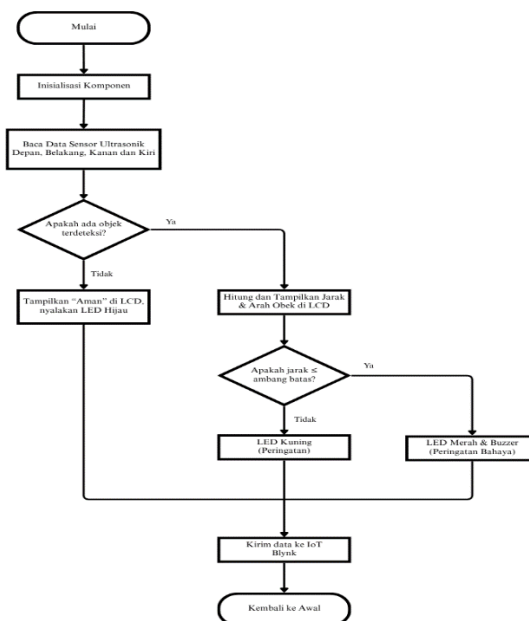 Mulai
Inisialisasi Komponen
Baca Data Sensor Ultrasonik
Depan, Belakang, Kanan dan Kiri
Apakah ada objek
terdeteksi?
Ya
Tidak
Tampilkan “Aman” di LCD,
nyalakan LED Hijau
Hitung dan Tampilkan Jarak
& Arah Obek di LCD
Apakah jarak ≤
ambang batas?
Ya
Tidak
LED Kuning
(Peringatan)
LED Merah & Buzzer
(Peringatan Bahaya)
Kirim data ke IoT
Blynk
Kembali ke Awal